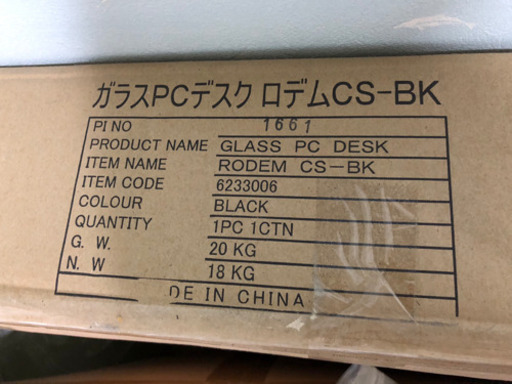 ガラスPCデスク ロデムCS-BK
PI NO 1661
PRODUCT NAME GLASS PC DESK
ITEM NAME RODEM CS-BK
ITEM CODE 6233006
COLOUR BLACK
QUANTITY 1PC 1CTN
G. W. 20 KG
N. W 18 KG
DE IN CHINA